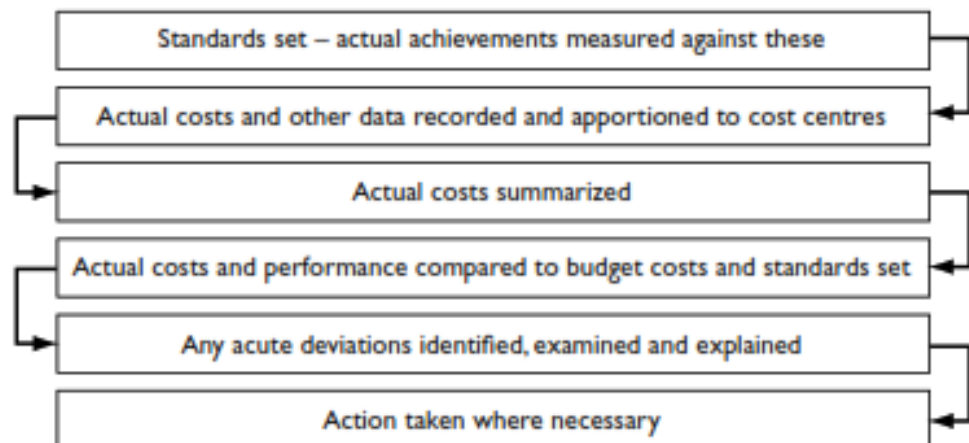 Standards set – actual achievements measured against these
Actual costs and other data recorded and apportioned to cost centres
Actual costs summarized
Actual costs and performance compared to budget costs and standards set
Any acute deviations identified, examined and explained
Action taken where necessary